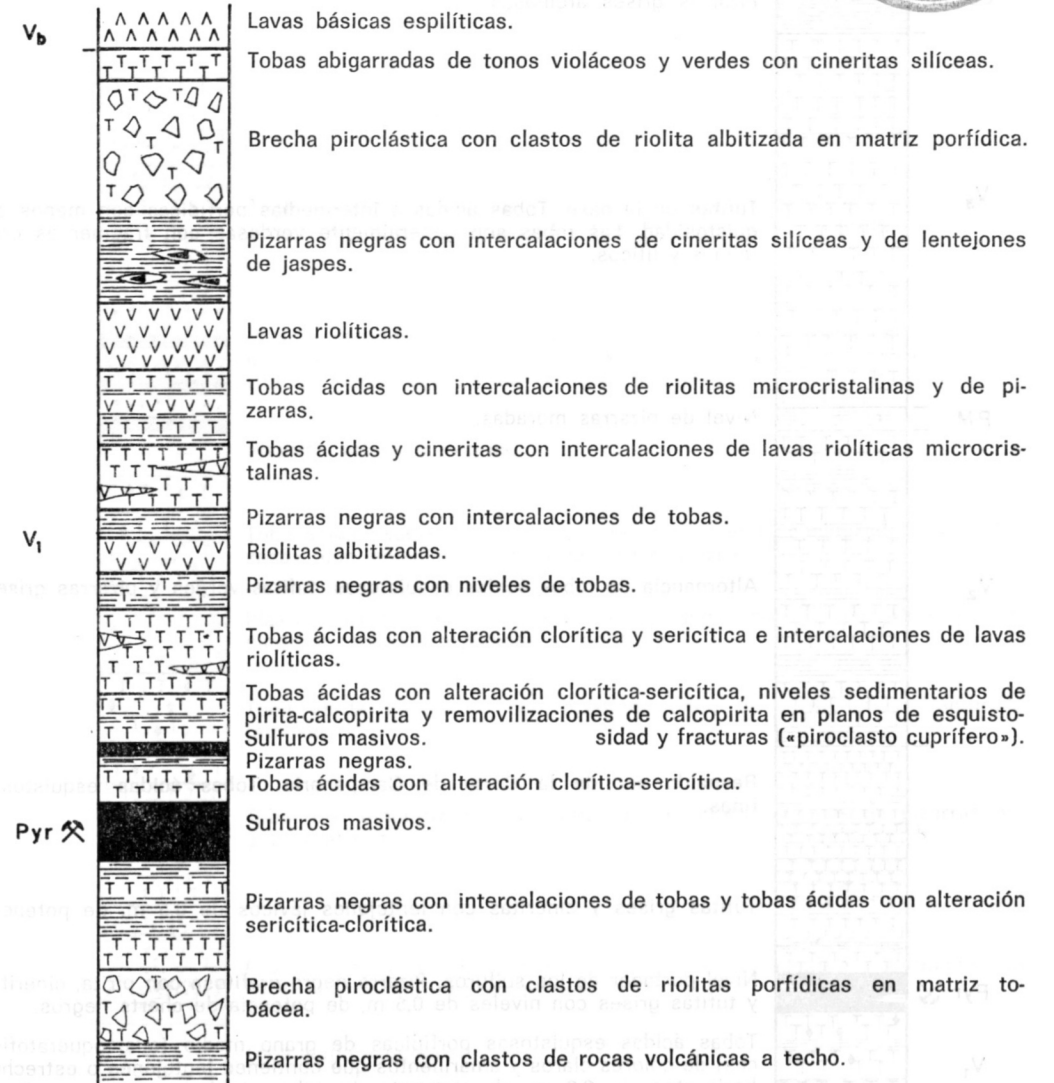 V_b
Lavas básicas espilíticas.
Tobas abigarradas de tonos violáceos y verdes con cineritas silíceas.
Brecha piroclástica con clastos de riolita albitizada en matriz porfídica.
Pizarras negras con intercalaciones de cineritas silíceas y de lentejones
de jaspes.
Lavas riolíticas.
Tobas ácidas con intercalaciones de riolitas microcristalinas y de pi-
zarras.
Tobas ácidas y cineritas con intercalaciones de lavas riolíticas microcris-
talinas.
Pizarras negras con intercalaciones de tobas.
V_1
Riolitas albitizadas.
Pizarras negras con niveles de tobas.
Tobas ácidas con alteración clorítica y sericítica e intercalaciones de lavas
riolíticas.
Tobas ácidas con alteración clorítica-sericítica, niveles sedimentarios de
pirita-calcopirita y removilizaciones de calcopirita en planos de esquisto-
Sulfuros masivos. sidad y fracturas («piroclasto cuprífero»).
Pizarras negras.
Tobas ácidas con alteración clorítica-sericítica.
Pyr
Sulfuros masivos.
Pizarras negras con intercalaciones de tobas y tobas ácidas con alteración
sericítica-clorítica.
Brecha piroclástica con clastos de riolitas porfídicas en matriz to-
bácea.
Pizarras negras con clastos de rocas volcánicas a techo.